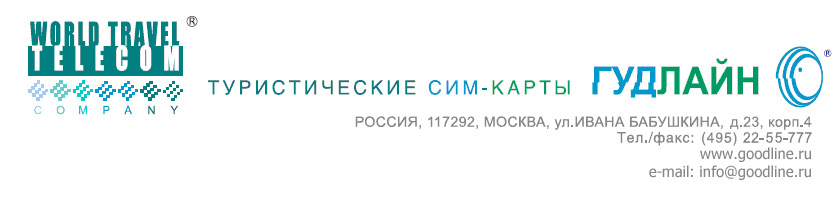 WORLD TRAVEL ®
TELECOM
COMPANY
ТУРИСТИЧЕСКИЕ СИМ-КАРТЫ ГУДЛАЙН ®
РОССИЯ, 117292, МОСКВА, ул.ИВАНА БАБУШКИНА, д.23, корп.4
Тел./факс: (495) 22-55-777
www.goodline.ru
e-mail: info@goodline.ru